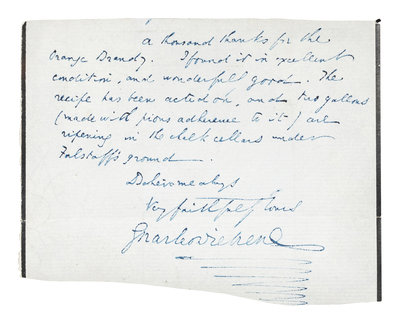 A thousand thanks for the
Orange Brandy. I found it in excellent
condition, and wonderfully good. The
recipe has been acted on, and two gallons
(made with pious adherence to it) are
ripening in the chalk cellars under
Falstaff's ground.
Believe me always
Very faithfully Yours
Charles Dickens